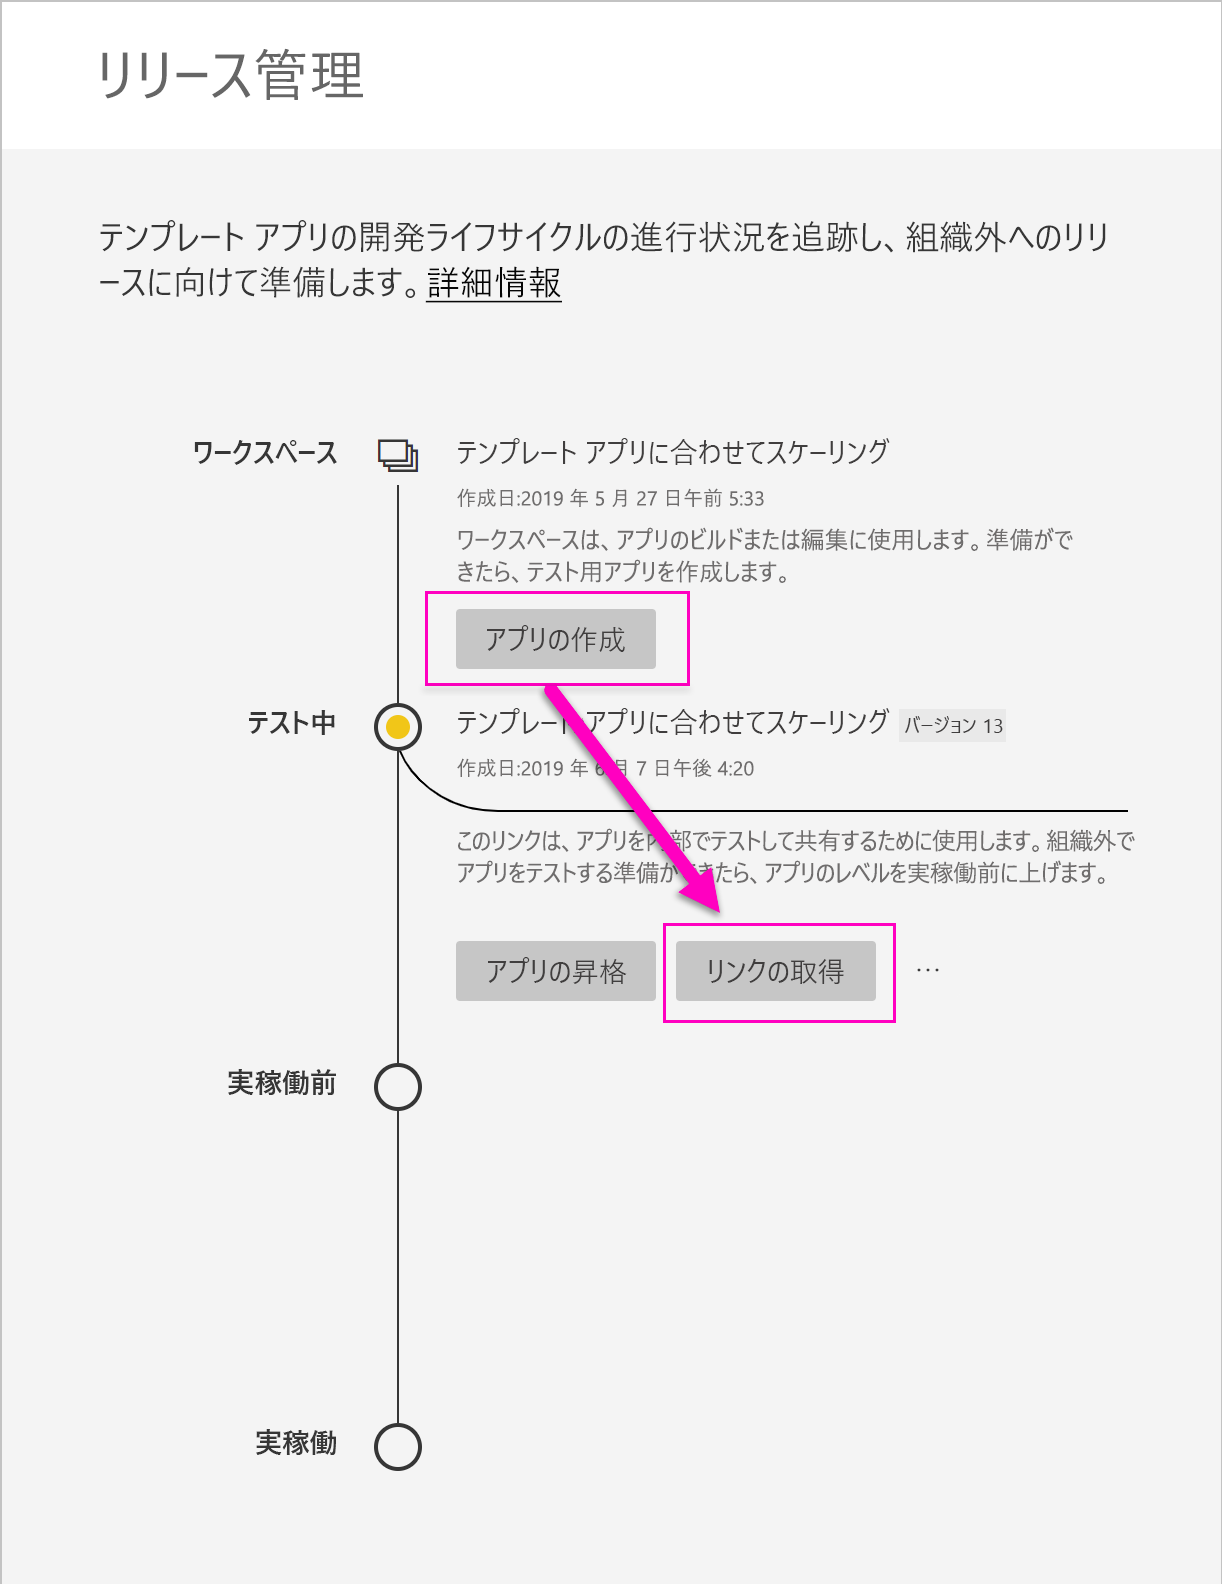 リリース管理
テンプレート アプリの開発ライフサイクルの進行状況を追跡し、組織外へのリリ
ースに向けて準備します。詳細情報
ワークスペース
テンプレート アプリに合わせてスケーリング
作成日:2019 年 5 月 27 日午前 5:33
ワークスペースは、アプリのビルドまたは編集に使用します。準備がで
きたら、テスト用アプリを作成します。
アプリの作成
テスト中
テンプレート アプリに合わせてスケーリング バージョン 13
作成日:2019 年 6 月 7 日午後 4:20
このリンクは、アプリを内部でテストして共有するために使用します。組織外で
アプリをテストする準備ができたら、アプリのレベルを実稼働前に上げます。
アプリの昇格 リンクの取得 …
実稼働前
実稼働